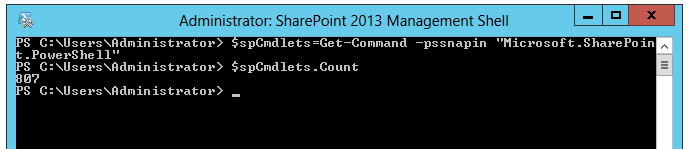 Administrator: SharePoint 2013 Management Shell
PS C:\Users\Administrator> $spCmdlets=Get-Command -pssnapin "Microsoft.SharePoin
t.PowerShell"
PS C:\Users\Administrator> $spCmdlets.Count
807
PS C:\Users\Administrator> _